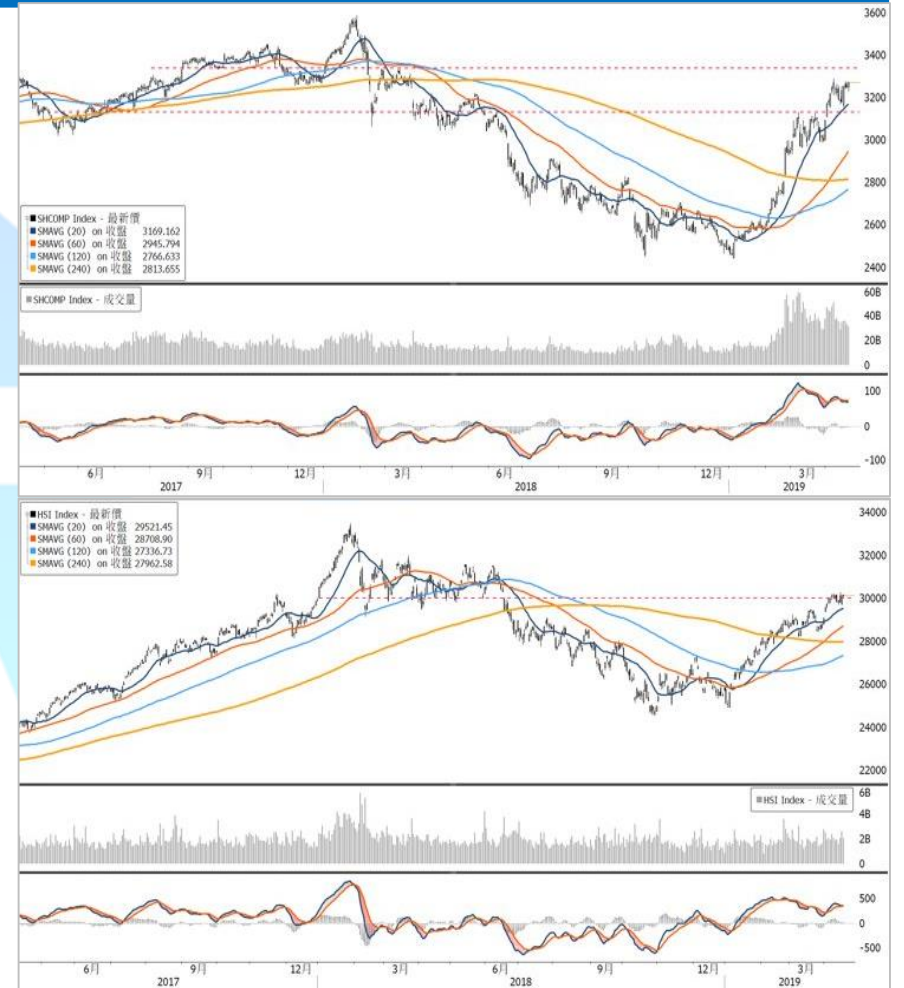 3600
3400
3200
3000
2800
2600
2400
SHCOMP Index - 最新價
SMAVG (20) on 收盤 3169.162
SMAVG (60) on 收盤 2945.794
SMAVG (120) on 收盤 2766.633
SMAVG (240) on 收盤 2813.655
SHCOMP Index - 成交量
60B
40B
20B
0
100
0
-100
6月 9月 12月 3月 6月 9月 12月 3月
2017 2018 2019
HSI Index - 最新價
SMAVG (20) on 收盤 29521.45
SMAVG (60) on 收盤 28708.90
SMAVG (120) on 收盤 27336.73
SMAVG (240) on 收盤 27962.58
34000
32000
30000
28000
26000
24000
22000
HSI Index - 成交量
6B
4B
2B
0
500
0
-500
6月 9月 12月 3月 6月 9月 12月 3月
2017 2018 2019